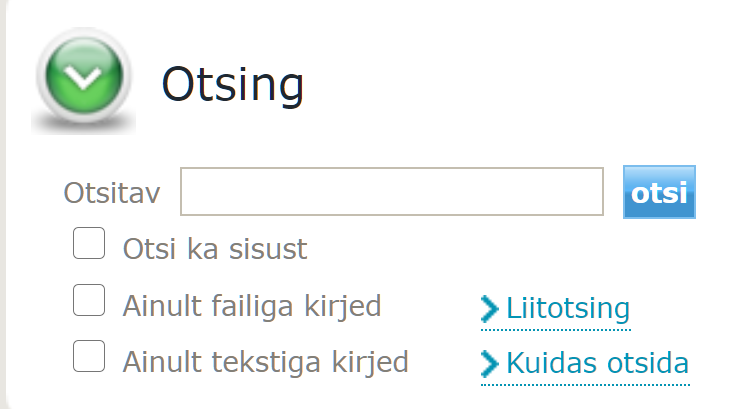 Otsing
Otsitav otsi
Otsi ka sisust
Ainult failiga kirjed Liitotsing
Ainult tekstiga kirjed Kuidas otsida